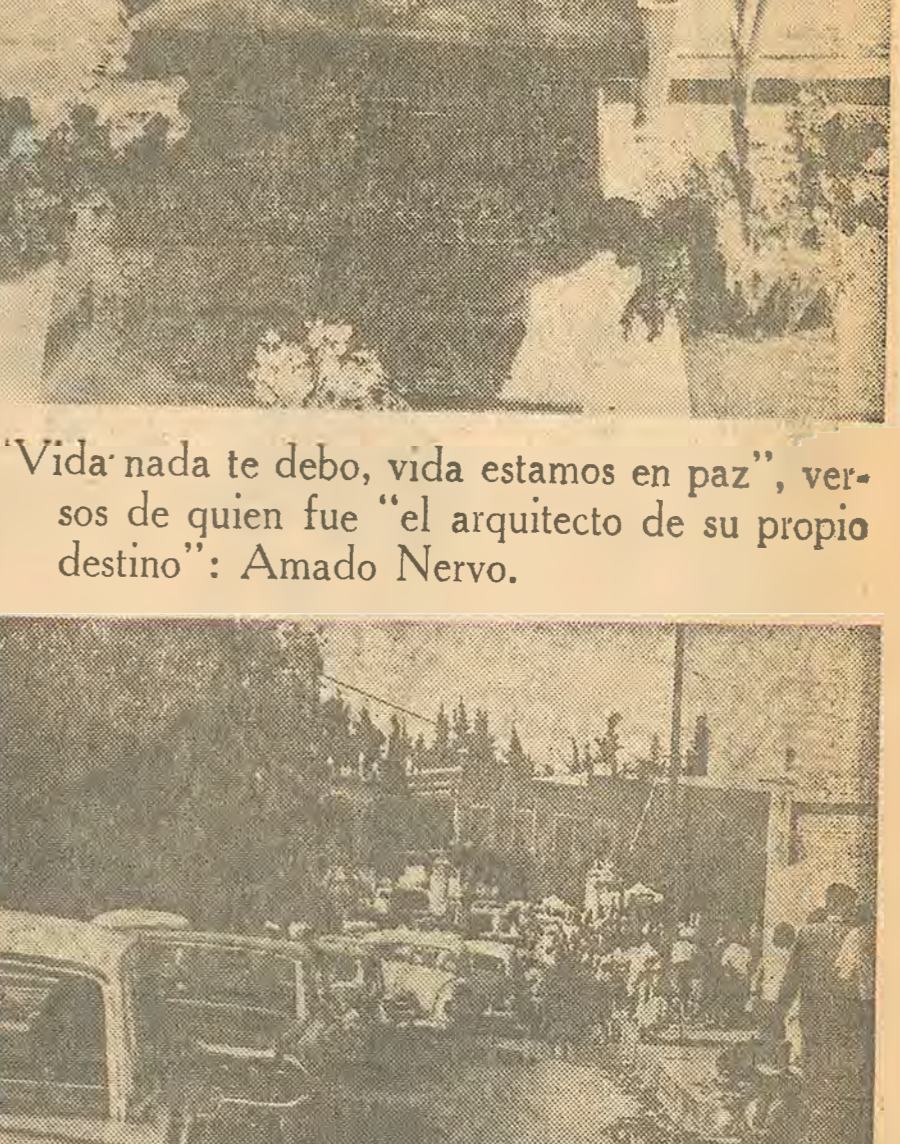 "Vida nada te debo, vida estamos en paz", ver-
sos de quien fue "el arquitecto de su propio
destino": Amado Nervo.